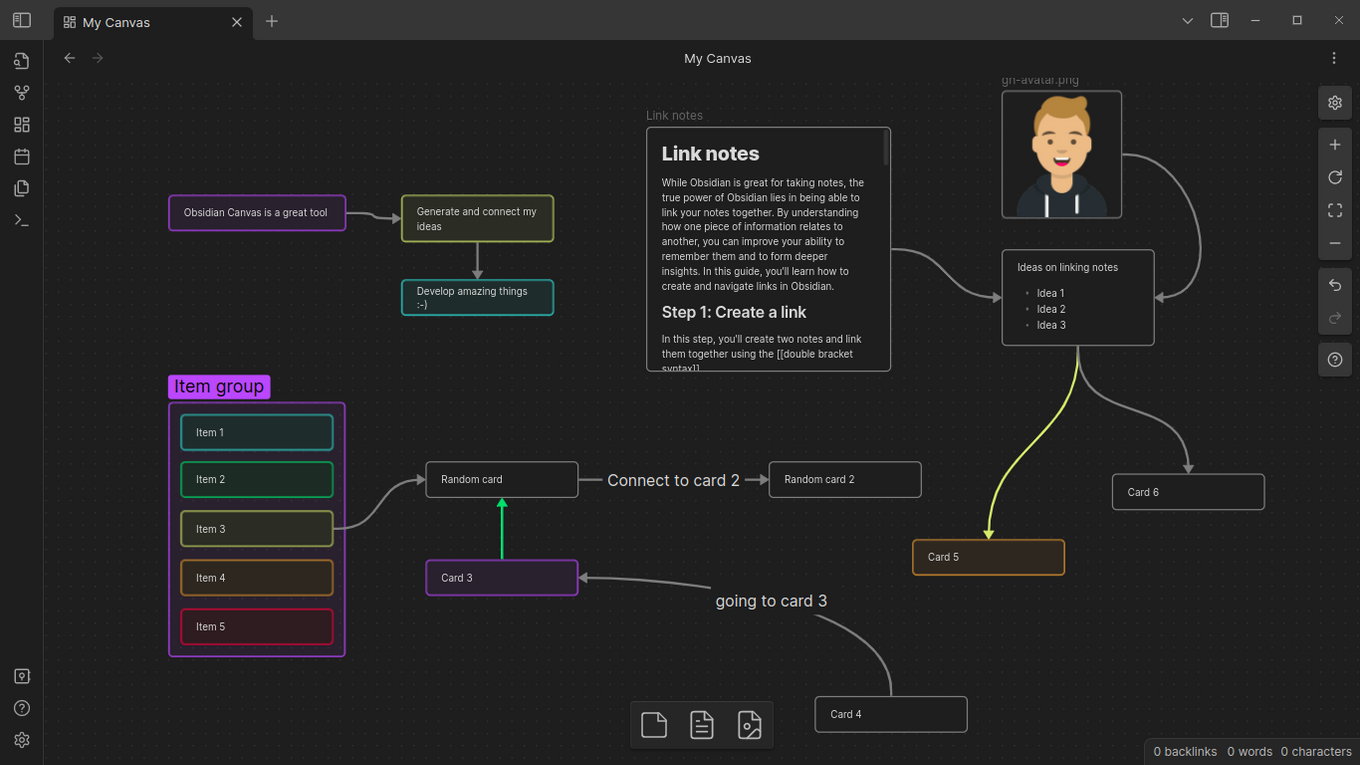 My Canvas
My Canvas
gh-avatar.png
Link notes
Link notes
While Obsidian is great for taking notes, the
true power of Obsidian lies in being able to
link your notes together. By understanding
how one piece of information relates to
another, you can improve your ability to
remember them and to form deeper
insights. In this guide, you'll learn how to
create and navigate links in Obsidian.
Step 1: Create a link
In this step, you'll create two notes and link
them together using the [[double bracket
syntax]]
Obsidian Canvas is a great tool
Generate and connect my
ideas
Develop amazing things
:-)
Ideas on linking notes
• Idea 1
• Idea 2
• Idea 3
Item group
Item 1
Item 2
Item 3
Item 4
Item 5
Random card
Connect to card 2
Random card 2
Card 6
Card 5
Card 3
going to card 3
Card 4
0 backlinks 0 words 0 characters